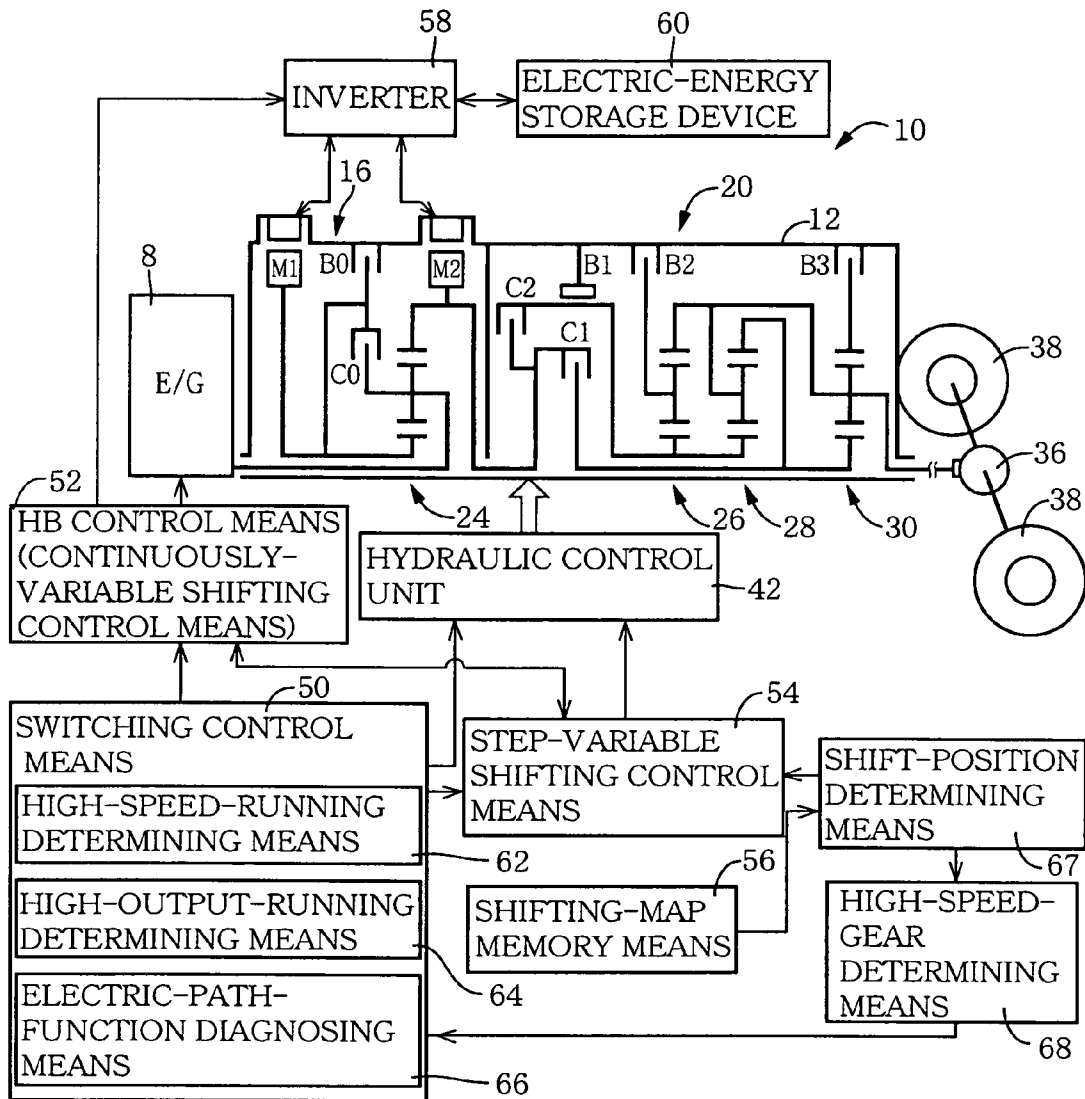 58
60
INVERTER
ELECTRIC-ENERGY
STORAGE DEVICE
10
16
20
12
8
M1
B0
M2
C2
B1
B2
B3
C1
C0
E/G
38
36
38
52
24
26
28
30
HB CONTROL MEANS
(CONTINUOUSLY-
VARIABLE SHIFTING
CONTROL MEANS)
HYDRAULIC CONTROL
UNIT
42
50
54
SWITCHING CONTROL
MEANS
STEP-VARIABLE
SHIFTING CONTROL
MEANS
SHIFT-POSITION
DETERMINING
MEANS
67
HIGH-SPEED-RUNNING
DETERMINING MEANS
62
56
SHIFTING-MAP
MEMORY MEANS
HIGH-OUTPUT-RUNNING
DETERMINING MEANS
64
HIGH-SPEED-
GEAR
DETERMINING
MEANS
68
ELECTRIC-PATH-
FUNCTION DIAGNOSING
MEANS
66